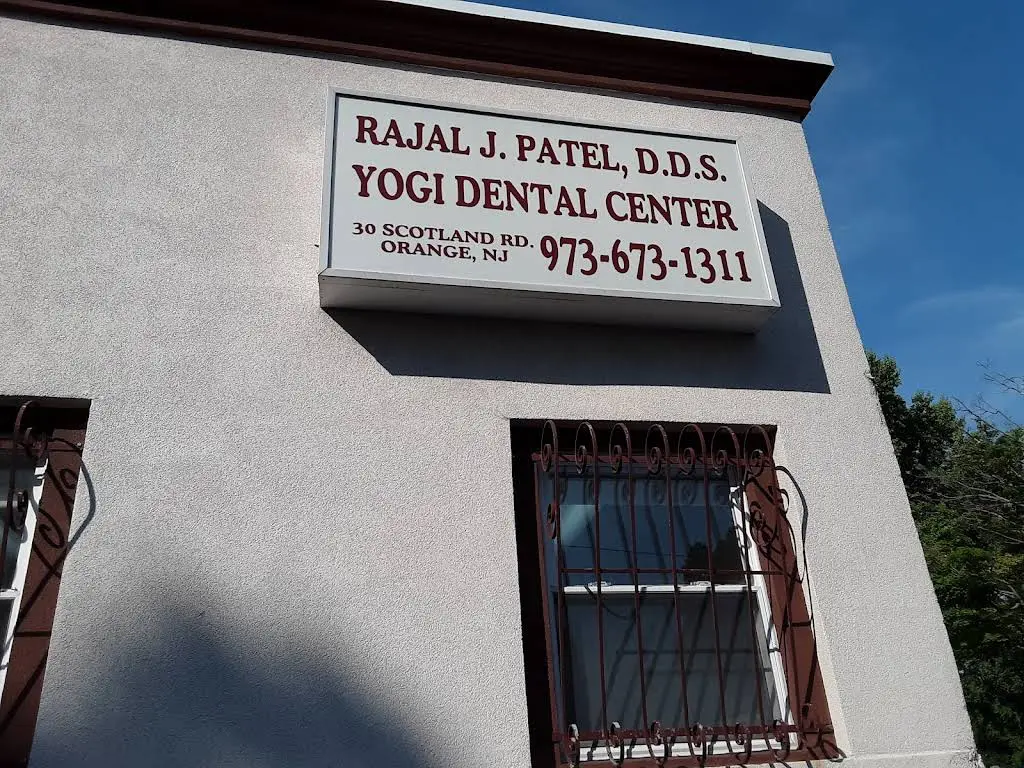 RAJAL J. PATEL, D.D.S.
YOGI DENTAL CENTER
30 SCOTLAND RD.
ORANGE, NJ
973-673-1311